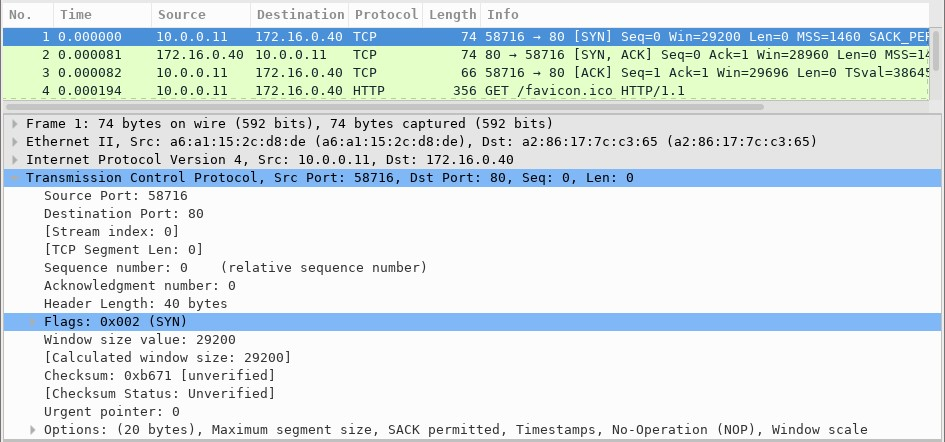 No. Time Source Destination Protocol Length Info
1 0.000000 10.0.0.11 172.16.0.40 TCP 74 58716 → 80 [SYN] Seq=0 Win=29200 Len=0 MSS=1460 SACK_PER
2 0.000081 172.16.0.40 10.0.0.11 TCP 74 80 → 58716 [SYN, ACK] Seq=0 Ack=1 Win=28960 Len=0 MSS=14
3 0.000082 10.0.0.11 172.16.0.40 TCP 66 58716 → 80 [ACK] Seq=1 Ack=1 Win=29696 Len=0 TSval=38645
4 0.000194 10.0.0.11 172.16.0.40 HTTP 356 GET /favicon.ico HTTP/1.1
Frame 1: 74 bytes on wire (592 bits), 74 bytes captured (592 bits)
Ethernet II, Src: a6:a1:15:2c:d8:de (a6:a1:15:2c:d8:de), Dst: a2:86:17:7c:c3:65 (a2:86:17:7c:c3:65)
Internet Protocol Version 4, Src: 10.0.0.11, Dst: 172.16.0.40
Transmission Control Protocol, Src Port: 58716, Dst Port: 80, Seq: 0, Len: 0
Source Port: 58716
Destination Port: 80
[Stream index: 0]
[TCP Segment Len: 0]
Sequence number: 0 (relative sequence number)
Acknowledgment number: 0
Header Length: 40 bytes
Flags: 0x002 (SYN)
Window size value: 29200
[Calculated window size: 29200]
Checksum: 0xb671 [unverified]
[Checksum Status: Unverified]
Urgent pointer: 0
Options: (20 bytes), Maximum segment size, SACK permitted, Timestamps, No-Operation (NOP), Window scale